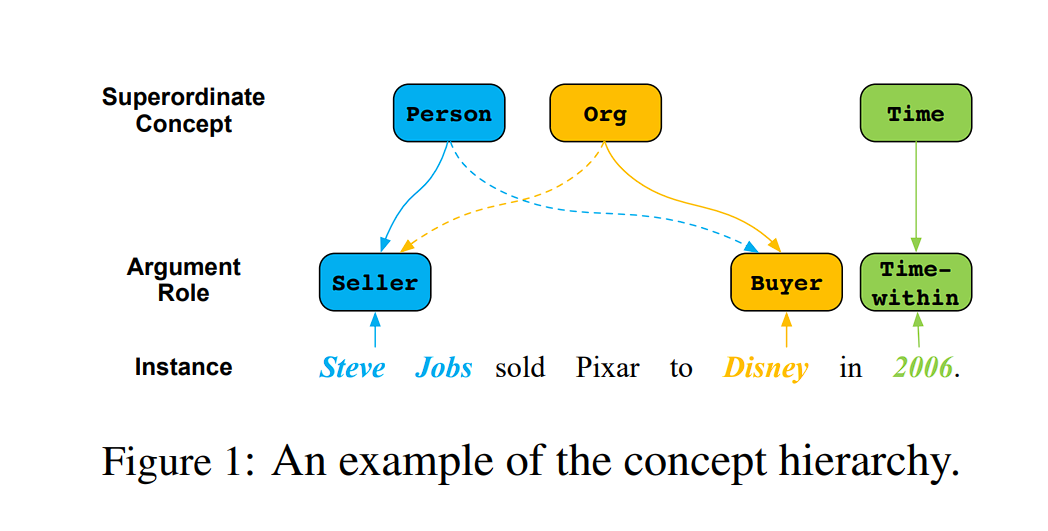 Superordinate
Concept
Person
Org
Time
Argument
Role
Seller
Buyer
Time-
within
Instance
Steve Jobs sold Pixar to Disney in 2006.
Figure 1: An example of the concept hierarchy.